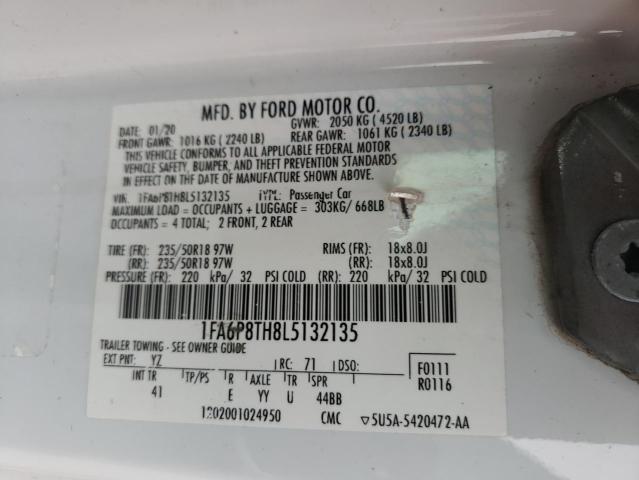 MFD. BY FORD MOTOR CO.
DATE: 01/20 GVWR: 2050 KG ( 4520 LB)
FRONT GAWR: 1016 KG ( 2240 LB) REAR GAWR: 1061 KG ( 2340 LB)
THIS VEHICLE CONFORMS TO ALL APPLICABLE FEDERAL MOTOR
VEHICLE SAFETY, BUMPER, AND THEFT PREVENTION STANDARDS
IN EFFECT ON THE DATE OF MANUFACTURE SHOWN ABOVE.
VIN: 1FA6P8TH8L5132135 TYPE: Passenger Car
MAXIMUM LOAD = OCCUPANTS + LUGGAGE = 303KG/ 668LB
OCCUPANTS = 4 TOTAL; 2 FRONT, 2 REAR
TIRE (FR): 235/50R18 97W RIMS (FR): 18x8.0J
(RR): 235/50R18 97W (RR): 18x8.0J
PRESSURE (FR): 220 kPa/ 32 PSI COLD (RR): 220 kPa/ 32 PSI COLD
1FA6P8TH8L5132135
TRAILER TOWING - SEE OWNER GUIDE
EXT PNT: YZ RC: 71 DSO: F0111
INT TR TP/PS R AXLE TR SPR R0116
41 E YY U 44BB
1202001024950 CMC ▽5U5A-5420472-AA